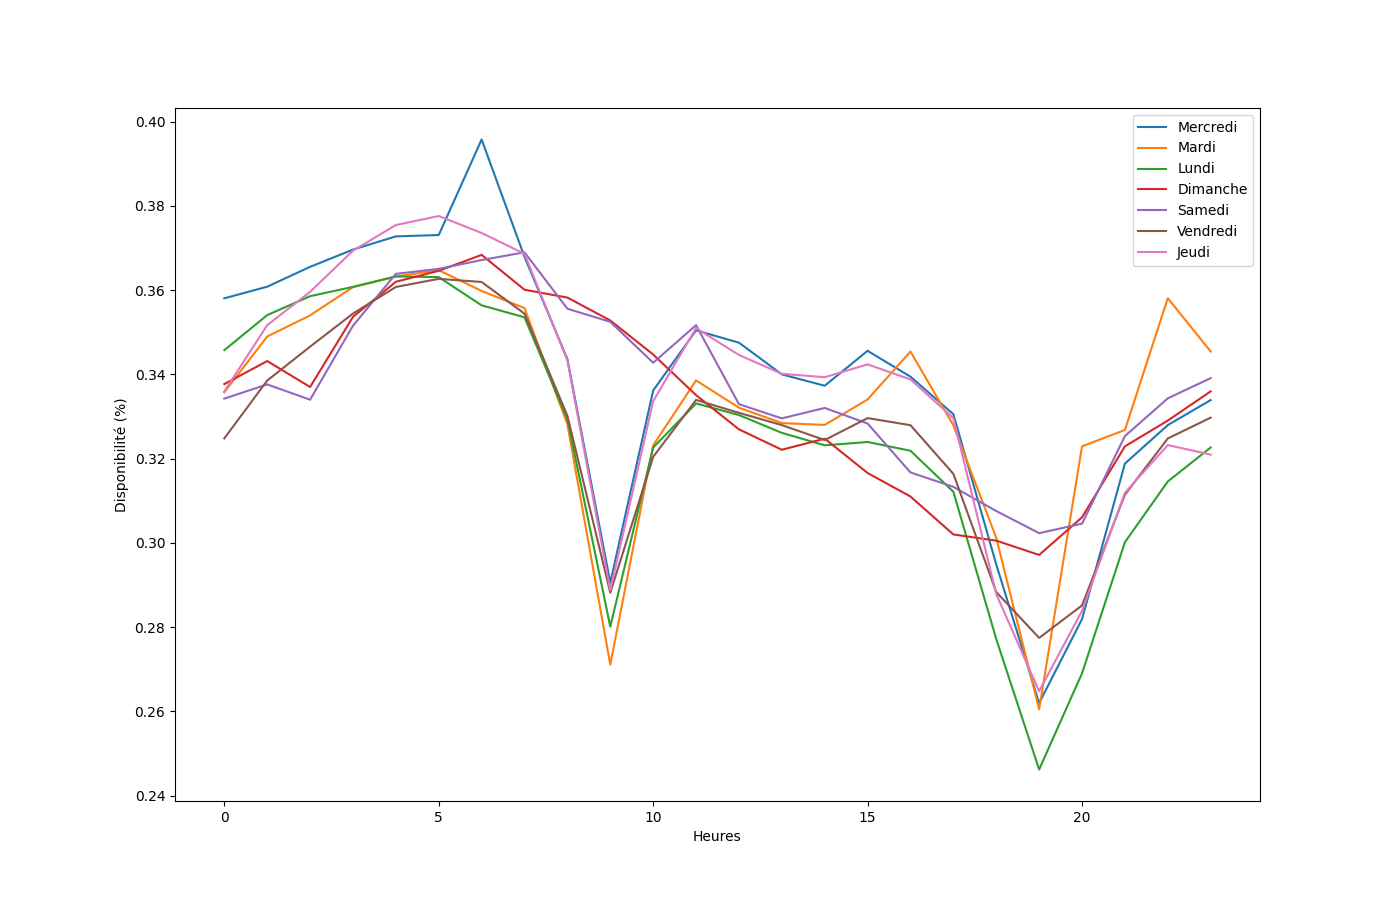 0.40
0.38
0.36
0.34
0.32
0.30
0.28
0.26
0.24
Disponibilité (%)
0 5 10 15 20
Heures
Mercredi
Mardi
Lundi
Dimanche
Samedi
Vendredi
Jeudi